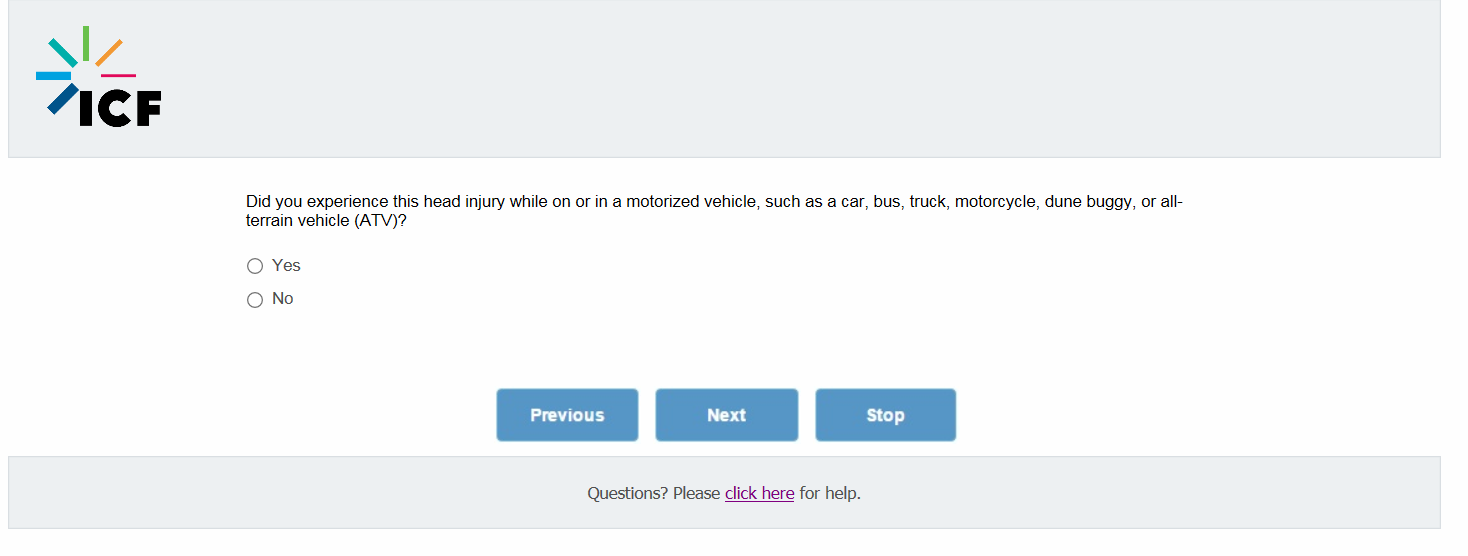 ICF
Did you experience this head injury while on or in a motorized vehicle, such as a car, bus, truck, motorcycle, dune buggy, or all-
terrain vehicle (ATV)?
Yes
No
Previous Next Stop
Questions? Please click here for help.